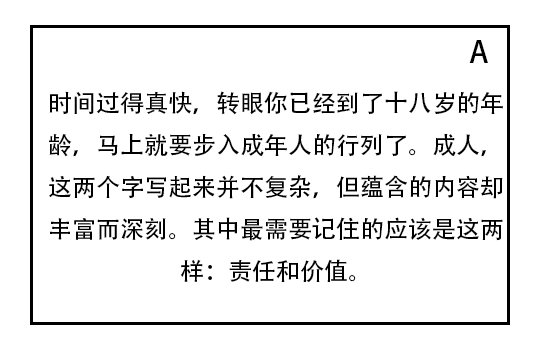 A
时间过得真快，转眼你已经到了十八岁的年
龄，马上就要步入成年人的行列了。成人，
这两个字写起来并不复杂，但蕴含的内容却
丰富而深刻。其中最需要记住的应该是这两
样：责任和价值。